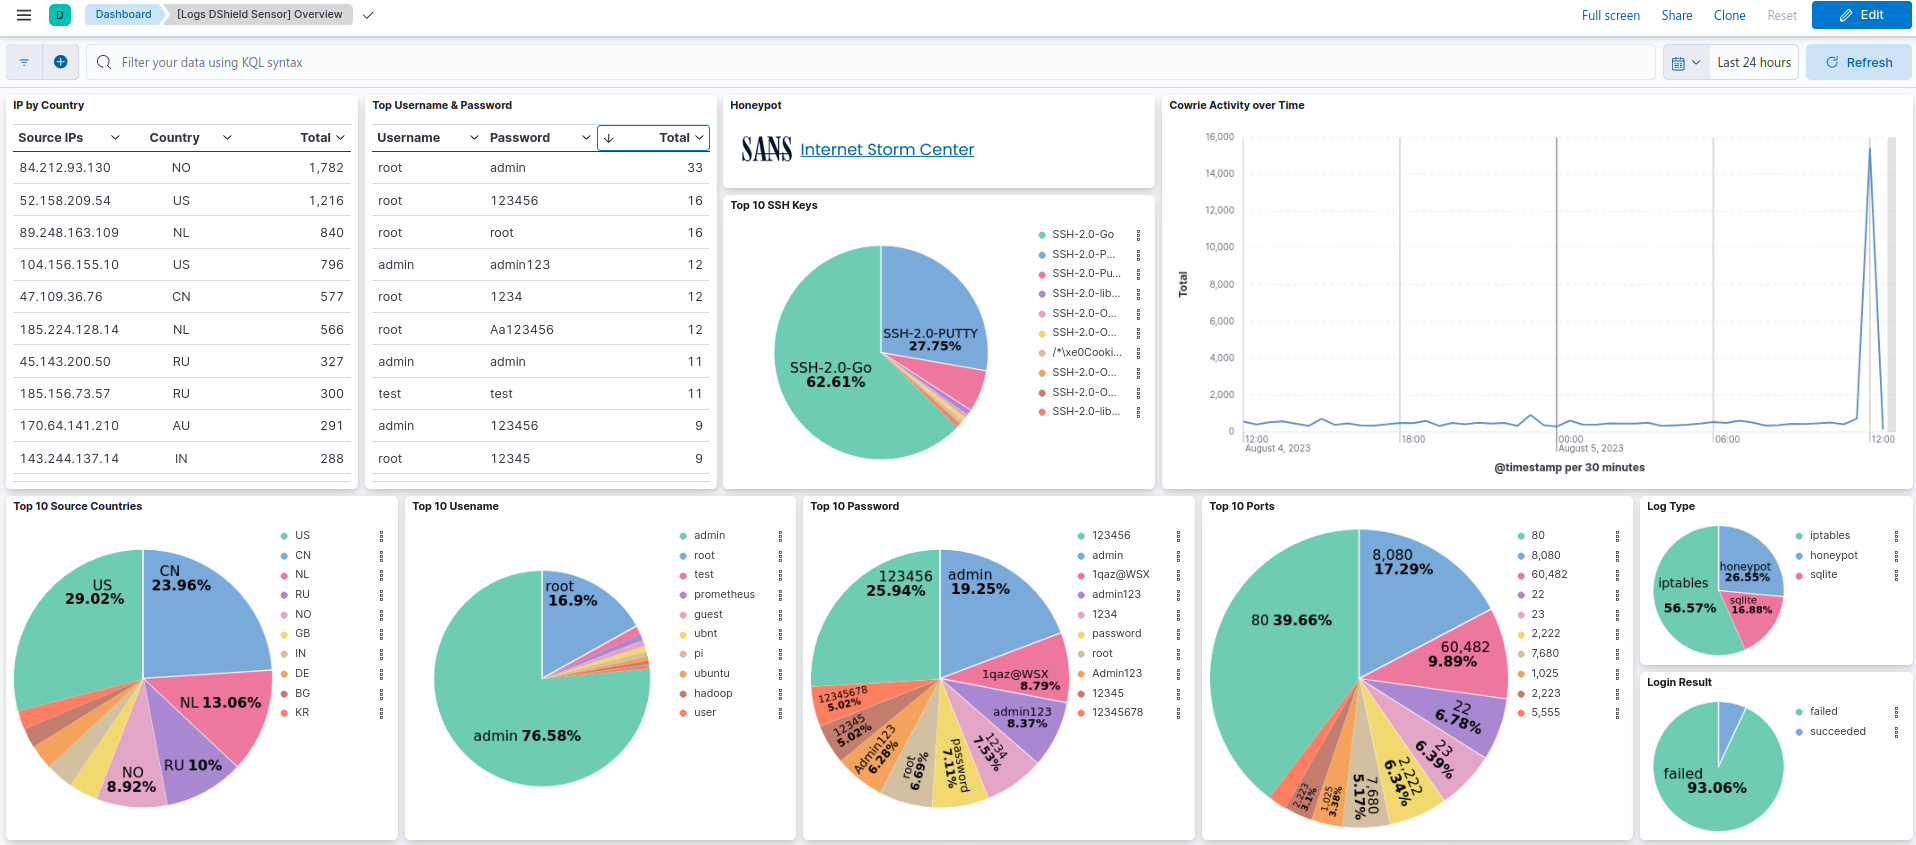 D
Dashboard
[Logs DShield Sensor] Overview
Full screen
Share
Clone
Reset
Edit
Filter your data using KQL syntax
Last 24 hours
Refresh
IP by Country
Source IPs Country Total
84.212.93.130 NO 1,782
52.158.209.54 US 1,216
89.248.163.109 NL 840
104.156.155.10 US 796
47.109.36.76 CN 577
185.224.128.14 NL 566
45.143.200.50 RU 327
185.156.73.57 RU 300
170.64.141.210 AU 291
143.244.137.14 IN 288
Top Username & Password
Username Password Total
root admin 33
root 123456 16
root root 16
admin admin123 12
root 1234 12
root Aa123456 12
admin admin 11
test test 11
admin 123456 9
root 12345 9
Honeypot
SANS Internet Storm Center
Top 10 SSH Keys
SSH-2.0-PUTTY
27.75%
SSH-2.0-Go
62.61%
SSH-2.0-Go
SSH-2.0-P...
SSH-2.0-Pu...
SSH-2.0-lib...
SSH-2.0-O...
SSH-2.0-O...
/*\xe0Cooki...
SSH-2.0-O...
SSH-2.0-O...
SSH-2.0-lib...
Cowrie Activity over Time
Total
16,000
14,000
12,000
10,000
8,000
6,000
4,000
2,000
0
12:00
August 4, 2023
18:00
00:00
August 5, 2023
06:00
12:00
@timestamp per 30 minutes
Top 10 Source Countries
US
29.02%
CN
23.96%
NL 13.06%
RU 10%
NO
8.92%
US
CN
NL
RU
NO
GB
IN
DE
BG
KR
Top 10 Usename
root
16.9%
admin 76.58%
admin
root
test
prometheus
guest
ubnt
pi
ubuntu
hadoop
user
Top 10 Password
123456
25.94%
admin
19.25%
1qaz@WSX
8.79%
admin123
8.37%
1234
7.53%
password
7.11%
root
6.69%
Admin123
6.28%
12345
5.02%
12345678
5.02%
123456
admin
1qaz@WSX
admin123
1234
password
root
Admin123
12345
12345678
Top 10 Ports
80 39.66%
8,080
17.29%
60,482
9.89%
22
6.78%
23
6.39%
2,222
6.34%
7,680
5.17%
1,025
3.38%
2,223
3.1%
80
8,080
60,482
22
23
2,222
7,680
1,025
2,223
5,555
Log Type
iptables
56.57%
honeypot
26.55%
sqlite
16.88%
iptables
honeypot
sqlite
Login Result
failed
93.06%
failed
succeeded